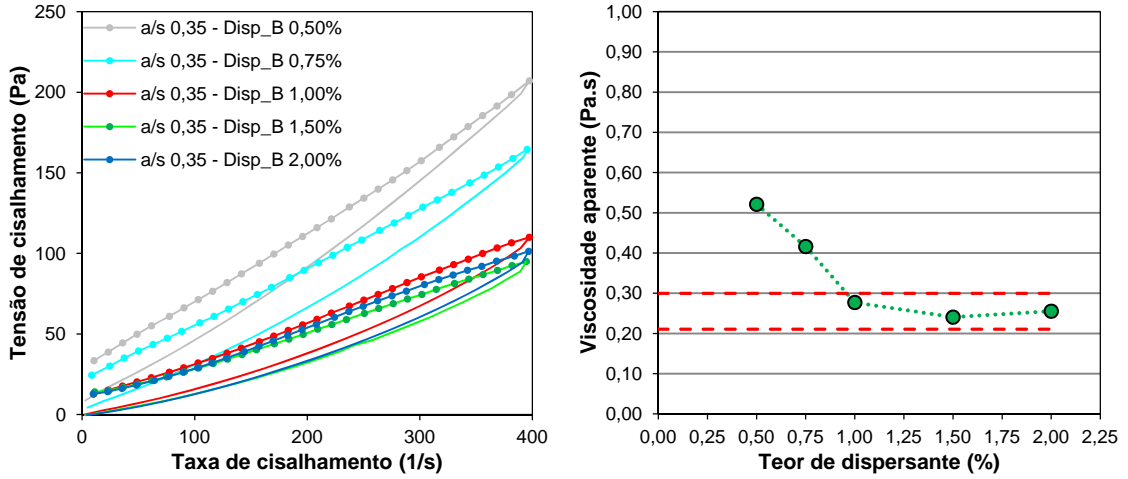 250
200
150
100
50
0
Tensão de cisalhamento (Pa)
a/s 0,35 - Disp_B 0,50%
a/s 0,35 - Disp_B 0,75%
a/s 0,35 - Disp_B 1,00%
a/s 0,35 - Disp_B 1,50%
a/s 0,35 - Disp_B 2,00%
0 100 200 300 400
Taxa de cisalhamento (1/s)
1,00
0,90
0,80
0,70
0,60
0,50
0,40
0,30
0,20
0,10
0,00
Viscosidade aparente (Pa.s)
0,00 0,25 0,50 0,75 1,00 1,25 1,50 1,75 2,00 2,25
Teor de dispersante (%)